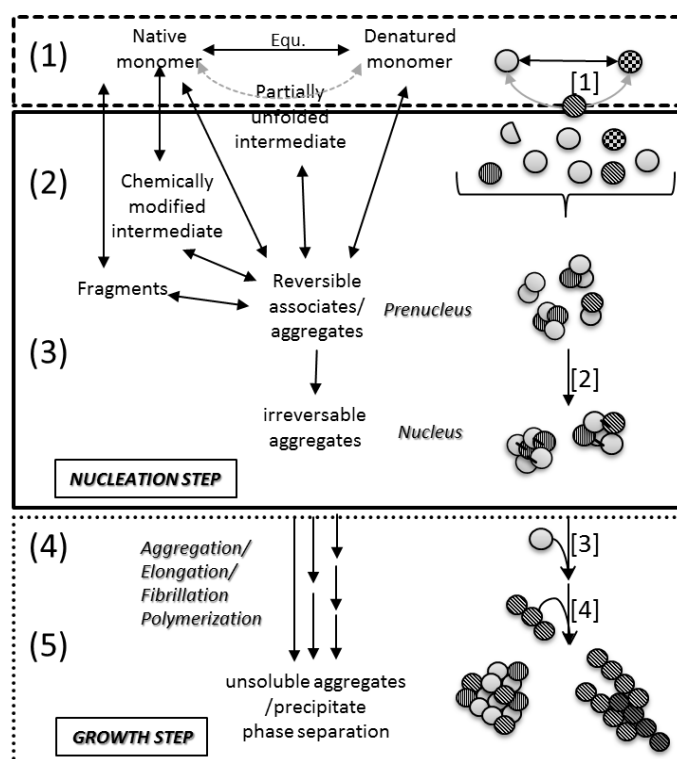 (1)
Native
monomer
Equ.
Denatured
monomer
[1]
Partially
unfolded
intermediate
(2)
Chemically
modified
intermediate
Fragments
Reversible
associates/
aggregates
Prenucleus
(3)
[2]
irreversable
aggregates
Nucleus
NUCLEATION STEP
(4)
Aggregation/
Elongation/
Fibrillation
Polymerization
[3]
[4]
(5)
unsoluble aggregates
/precipitate
phase separation
GROWTH STEP